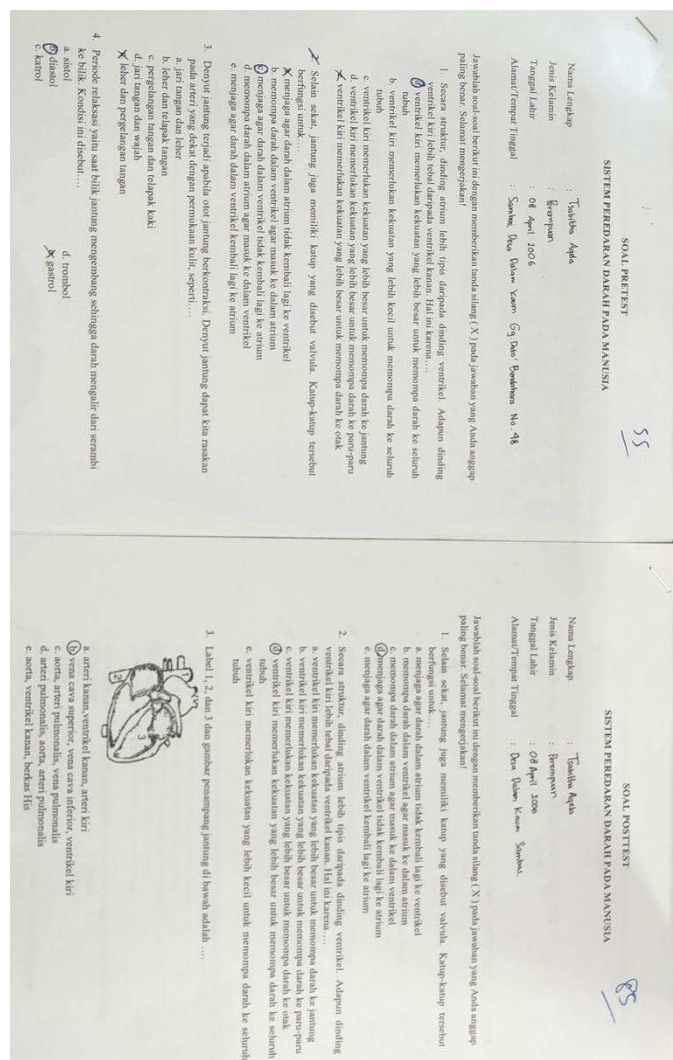 SOAL PRETEST
SISTEM PEREDARAN DARAH PADA MANUSIA
55
Nama Lengkap : Tsabitha Aqda
Jenis Kelamin : Perempuan
Tanggal Lahir : 08 April 2006
Alamat/Tempat Tinggal : Sambas, Desa Dalam Kaum Gg. Dato' Bendahara No. 48
Jawablah soal-soal berikut ini dengan memberikan tanda silang ( X ) pada jawaban yang Anda anggap
paling benar. Selamat mengerjakan!
1. Secara struktur, dinding atrium lebih tipis daripada dinding ventrikel. Adapun dinding
ventrikel kiri lebih tebal daripada ventrikel kanan. Hal ini karena....
a. ventrikel kiri memerlukan kekuatan yang lebih besar untuk memompa darah ke seluruh
tubuh
b. ventrikel kiri memerlukan kekuatan yang lebih kecil untuk memompa darah ke seluruh
tubuh
c. ventrikel kiri memerlukan kekuatan yang lebih besar untuk memompa darah ke jantung
d. ventrikel kiri memerlukan kekuatan yang lebih besar untuk memompa darah ke paru-paru
e. ventrikel kiri memerlukan kekuatan yang lebih besar untuk memompa darah ke otak
2. Selain sekat, jantung juga memiliki katup yang disebut valvula. Katup-katup tersebut
berfungsi untuk....
a. menjaga agar darah dalam atrium tidak kembali lagi ke ventrikel
b. memompa darah dalam ventrikel agar masuk ke dalam atrium
c. menjaga agar darah dalam ventrikel tidak kembali lagi ke atrium
d. memompa darah dalam atrium agar masuk ke dalam ventrikel
e. menjaga agar darah dalam ventrikel kembali lagi ke atrium
3. Denyut jantung terjadi apabila otot jantung berkontraksi. Denyut jantung dapat kita rasakan
pada arteri yang dekat dengan permukaan kulit, seperti....
a. jari tangan dan leher
b. leher dan telapak tangan
c. pergelangan tangan dan telapak kaki
d. jari tangan dan wajah
leher dan pergelangan tangan
4. Periode relaksasi yaitu saat bilik jantung mengembang sehingga darah mengalir dari serambi
ke bilik. Kondisi ini disebut....
a. sistol d. trombol
b. diastol gastrol
c. katrol
SOAL POSTTEST
SISTEM PEREDARAN DARAH PADA MANUSIA
85
Nama Lengkap : Tsabitha Aqda
Jenis Kelamin : Perempuan
Tanggal Lahir : 08 April 2006
Alamat/Tempat Tinggal : Desa Dalam Kaum Sambas,
Jawablah soal-soal berikut ini dengan memberikan tanda silang ( X ) pada jawaban yang Anda anggap
paling benar. Selamat mengerjakan!
1. Selain sekat, jantung juga memiliki katup yang disebut valvula. Katup-katup tersebut
berfungsi untuk....
a. menjaga agar darah dalam atrium tidak kembali lagi ke ventrikel
b. memompa darah dalam ventrikel agar masuk ke dalam atrium
c. memompa darah dalam atrium agar masuk ke dalam ventrikel
d. menjaga agar darah dalam ventrikel tidak kembali lagi ke atrium
e. menjaga agar darah dalam ventrikel kembali lagi ke atrium
2. Secara struktur, dinding atrium lebih tipis daripada dinding ventrikel. Adapun dinding
ventrikel kiri lebih tebal daripada ventrikel kanan. Hal ini karena....
a. ventrikel kiri memerlukan kekuatan yang lebih besar untuk memompa darah ke jantung
b. ventrikel kiri memerlukan kekuatan yang lebih besar untuk memompa darah ke paru-paru
c. ventrikel kiri memerlukan kekuatan yang lebih besar untuk memompa darah ke otak
d. ventrikel kiri memerlukan kekuatan yang lebih besar untuk memompa darah ke seluruh
tubuh
e. ventrikel kiri memerlukan kekuatan yang lebih kecil untuk memompa darah ke seluruh
tubuh
3. Label 1, 2, dan 3 dan gambar penampang jantung di bawah adalah ....
a. arteri kanan, ventrikel kanan, arteri kiri
b. vena cava superior, vena cava inferior, ventrikel kiri
c. aorta, arteri pulmonalis, vena pulmonalis
d. arteri pulmonalis, aorta, arteri pulmonalis
e. aorta, ventrikel kanan, berkas His